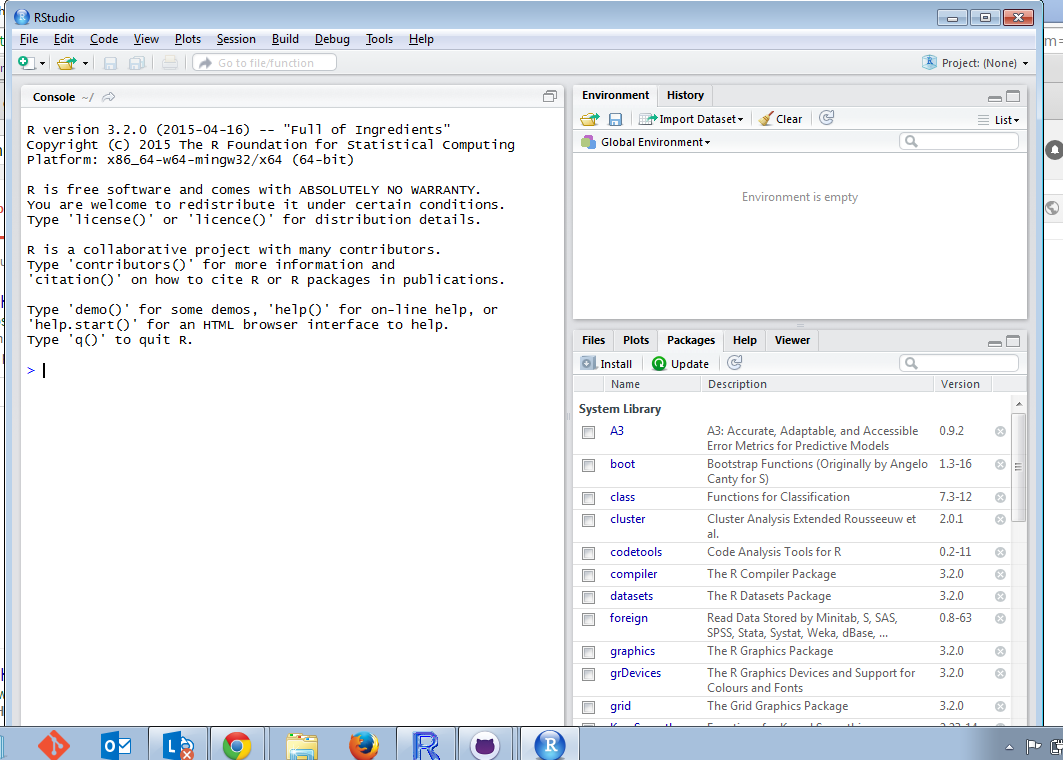 RStudio
File Edit Code View Plots Session Build Debug Tools Help
Go to file/function
Project: (None)
Console ~/
R version 3.2.0 (2015-04-16) -- "Full of Ingredients"
Copyright (C) 2015 The R Foundation for Statistical Computing
Platform: x86_64-w64-mingw32/x64 (64-bit)
R is free software and comes with ABSOLUTELY NO WARRANTY.
You are welcome to redistribute it under certain conditions.
Type 'license()' or 'licence()' for distribution details.
R is a collaborative project with many contributors.
Type 'contributors()' for more information and
'citation()' on how to cite R or R packages in publications.
Type 'demo()' for some demos, 'help()' for on-line help, or
'help.start()' for an HTML browser interface to help.
Type 'q()' to quit R.
>
Environment History
Import Dataset Clear List
Global Environment
Environment is empty
Files Plots Packages Help Viewer
Install Update
Name Description Version
System Library
A3 A3: Accurate, Adaptable, and Accessible 0.9.2
Error Metrics for Predictive Models
boot Bootstrap Functions (Originally by Angelo 1.3-16
Canty for S)
class Functions for Classification 7.3-12
cluster Cluster Analysis Extended Rousseeuw et 2.0.1
al.
codetools Code Analysis Tools for R 0.2-11
compiler The R Compiler Package 3.2.0
datasets The R Datasets Package 3.2.0
foreign Read Data Stored by Minitab, S, SAS, 0.8-63
SPSS, Stata, Systat, Weka, dBase, ...
graphics The R Graphics Package 3.2.0
grDevices The R Graphics Devices and Support for 3.2.0
Colours and Fonts
grid The Grid Graphics Package 3.2.0